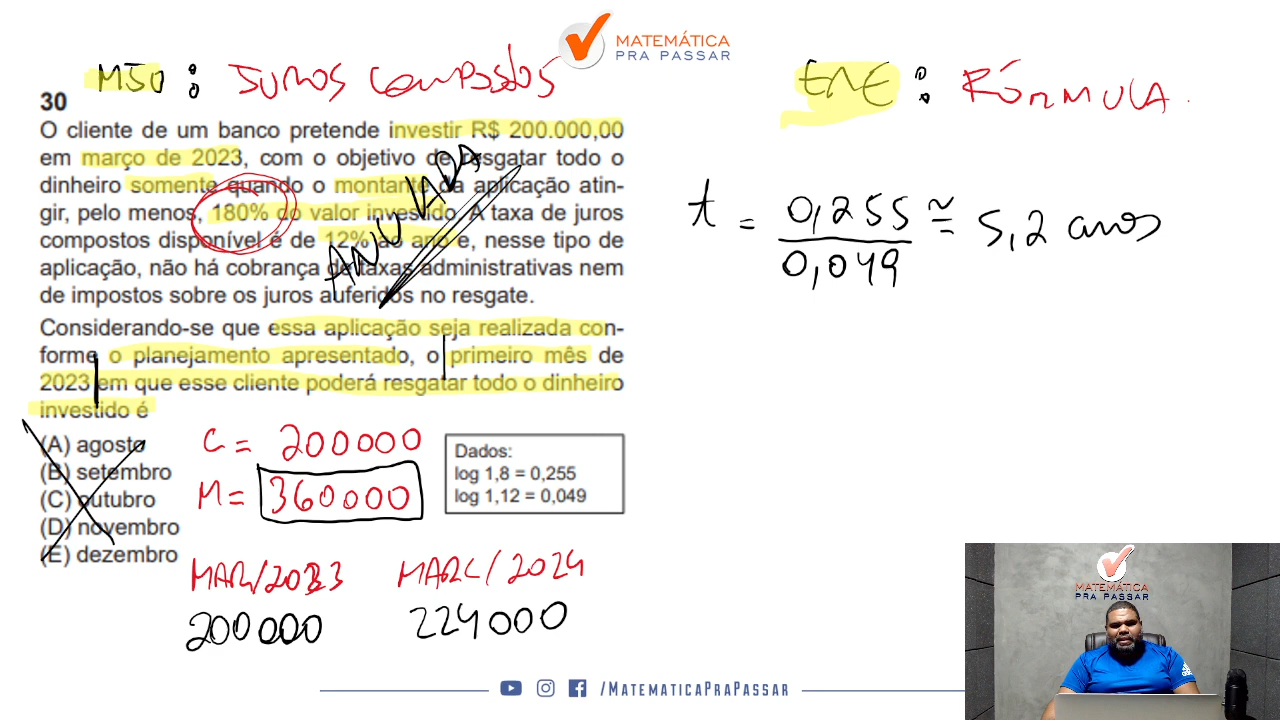 MATEMÁTICA
PRA PASSAR
MSO : JUROS COMPOSTOS
30
O cliente de um banco pretende investir R$ 200.000,00
em março de 2023, com o objetivo de resgatar todo o
dinheiro somente quando o montante da aplicação atin-
gir, pelo menos, 180% do valor investido. A taxa de juros
compostos disponível é de 12% ao ano e, nesse tipo de
aplicação, não há cobrança de taxas administrativas nem
de impostos sobre os juros auferidos no resgate.
ANULADA
Considerando-se que essa aplicação seja realizada con-
forme o planejamento apresentado, o primeiro mês de
2023 em que esse cliente poderá resgatar todo o dinheiro
investido é
(A) agosto
(B) setembro
(C) outubro
(D) novembro
(E) dezembro
C = 200000
M = 360000
Dados:
log 1,8 = 0,255
log 1,12 = 0,049
MAR/2023
200000
MARC/2024
224000
: FÓRMULA.
t = 0,255 ≅ 5,2 anos
0,049
MATEMÁTICA
PRA PASSAR
adidas
/MATEMATICAPRAPASSAR